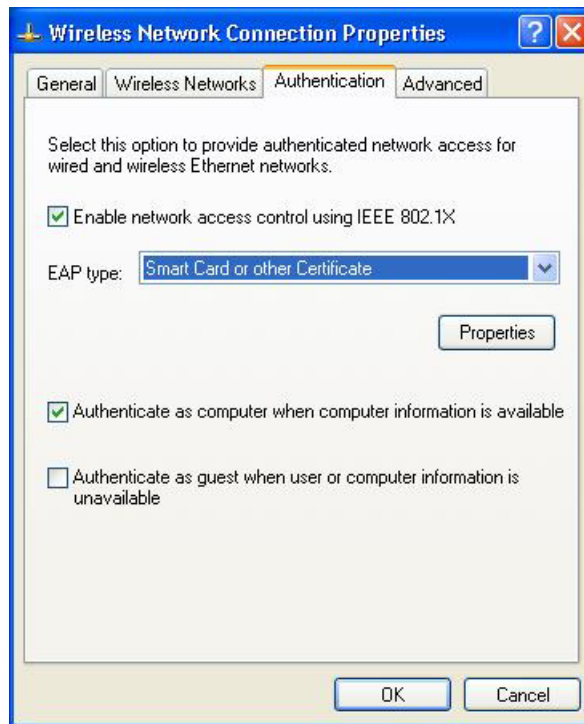 Wireless Network Connection Properties
General Wireless Networks Authentication Advanced
Select this option to provide authenticated network access for
wired and wireless Ethernet networks.
Enable network access control using IEEE 802.1X
EAP type: Smart Card or other Certificate
Properties
Authenticate as computer when computer information is available
Authenticate as guest when user or computer information is
unavailable
OK Cancel